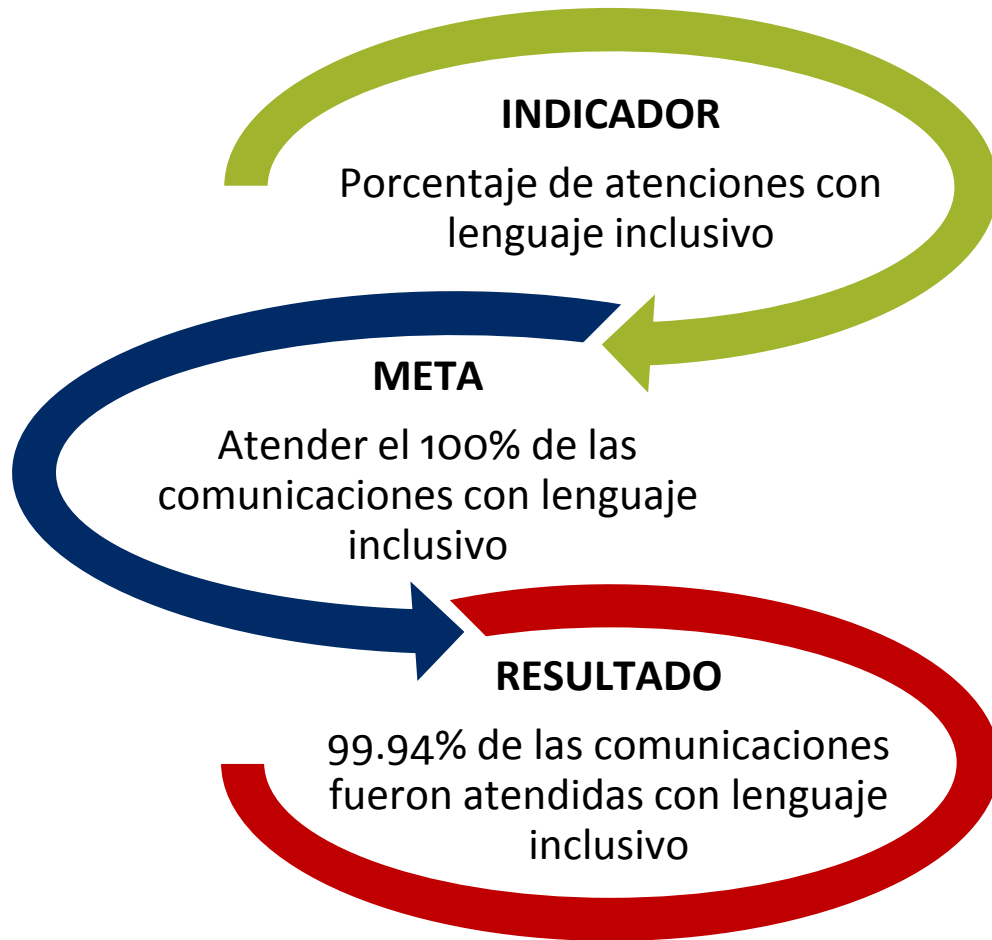 INDICADOR
Porcentaje de atenciones con
lenguaje inclusivo
META
Atender el 100% de las
comunicaciones con lenguaje
inclusivo
RESULTADO
99.94% de las comunicaciones
fueron atendidas con lenguaje
inclusivo